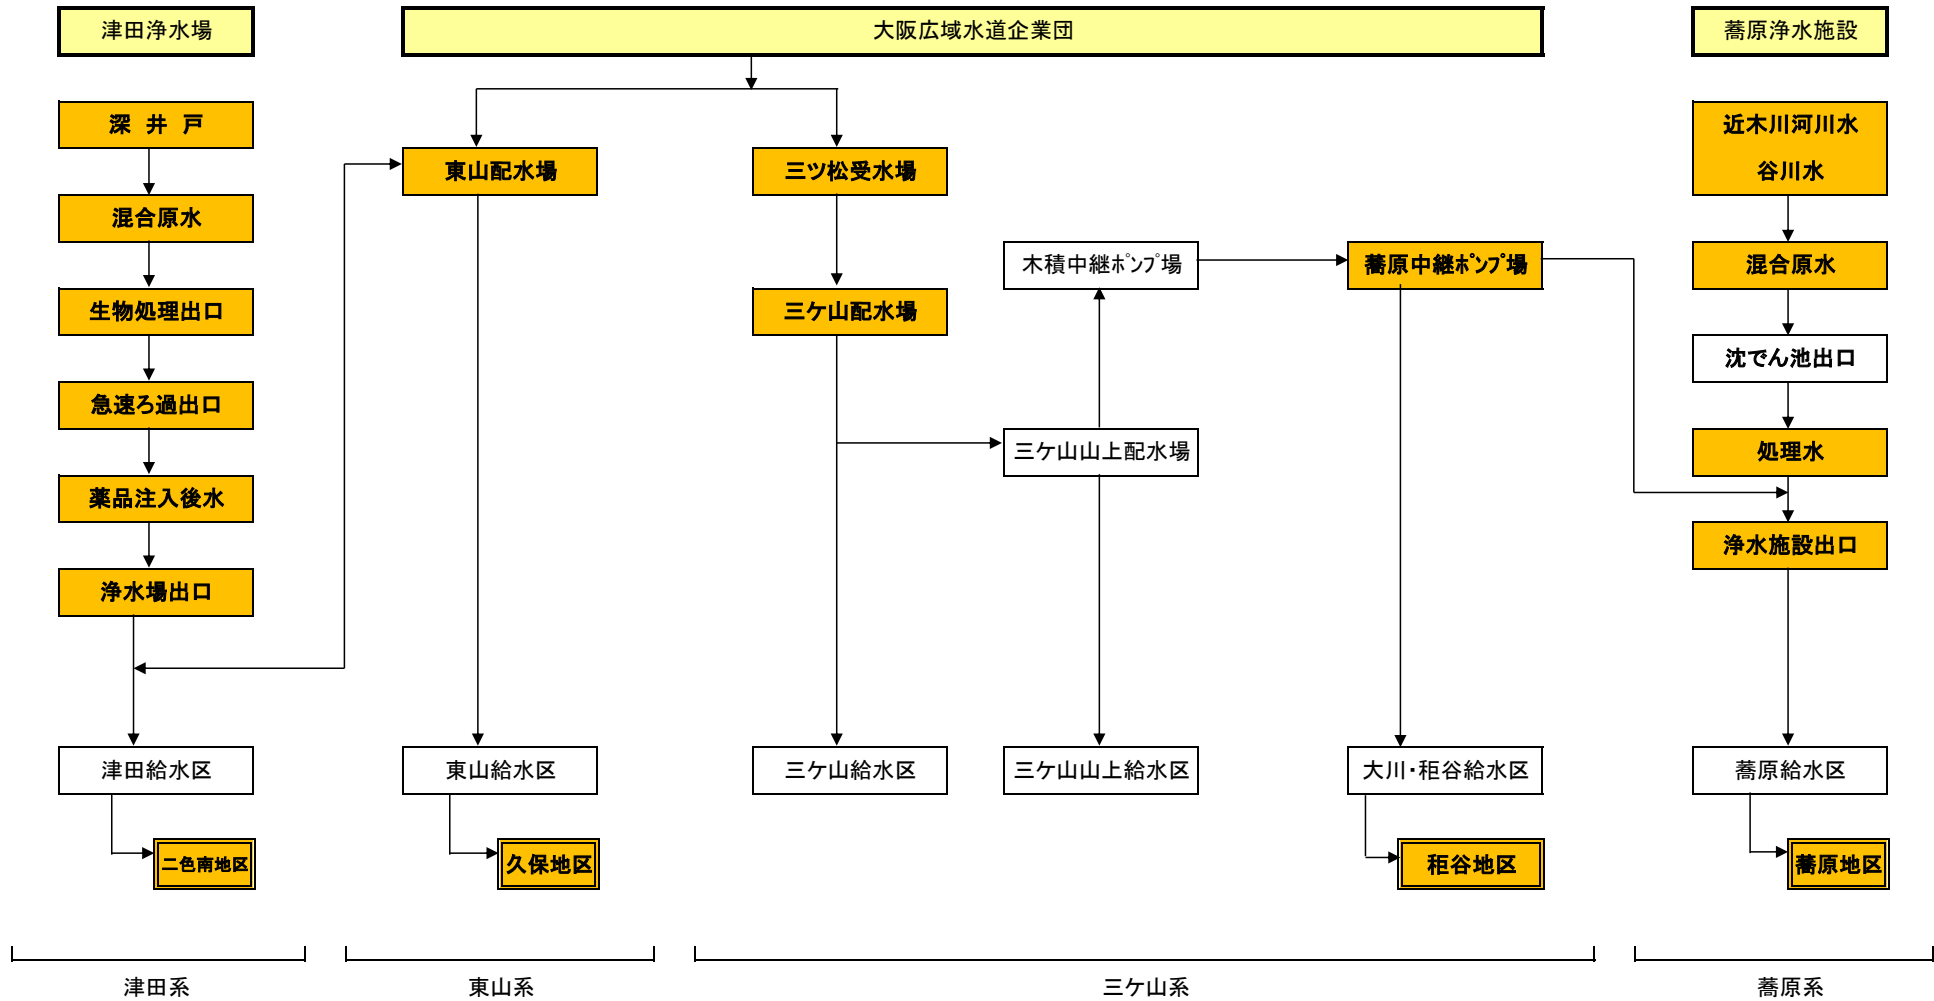 津田浄水場
大阪広域水道企業団
蕎原浄水施設
深 井 戸
混合原水
生物処理出口
急速ろ過出口
薬品注入後水
浄水場出口
津田給水区
二色南地区
東山配水場
東山給水区
久保地区
三ツ松受水場
三ケ山配水場
三ケ山給水区
木積中継ポンプ場
三ケ山山上配水場
三ケ山山上給水区
蕎原中継ポンプ場
大川・秬谷給水区
秬谷地区
近木川河川水
谷川水
混合原水
沈でん池出口
処理水
浄水施設出口
蕎原給水区
蕎原地区
津田系
東山系
三ケ山系
蕎原系